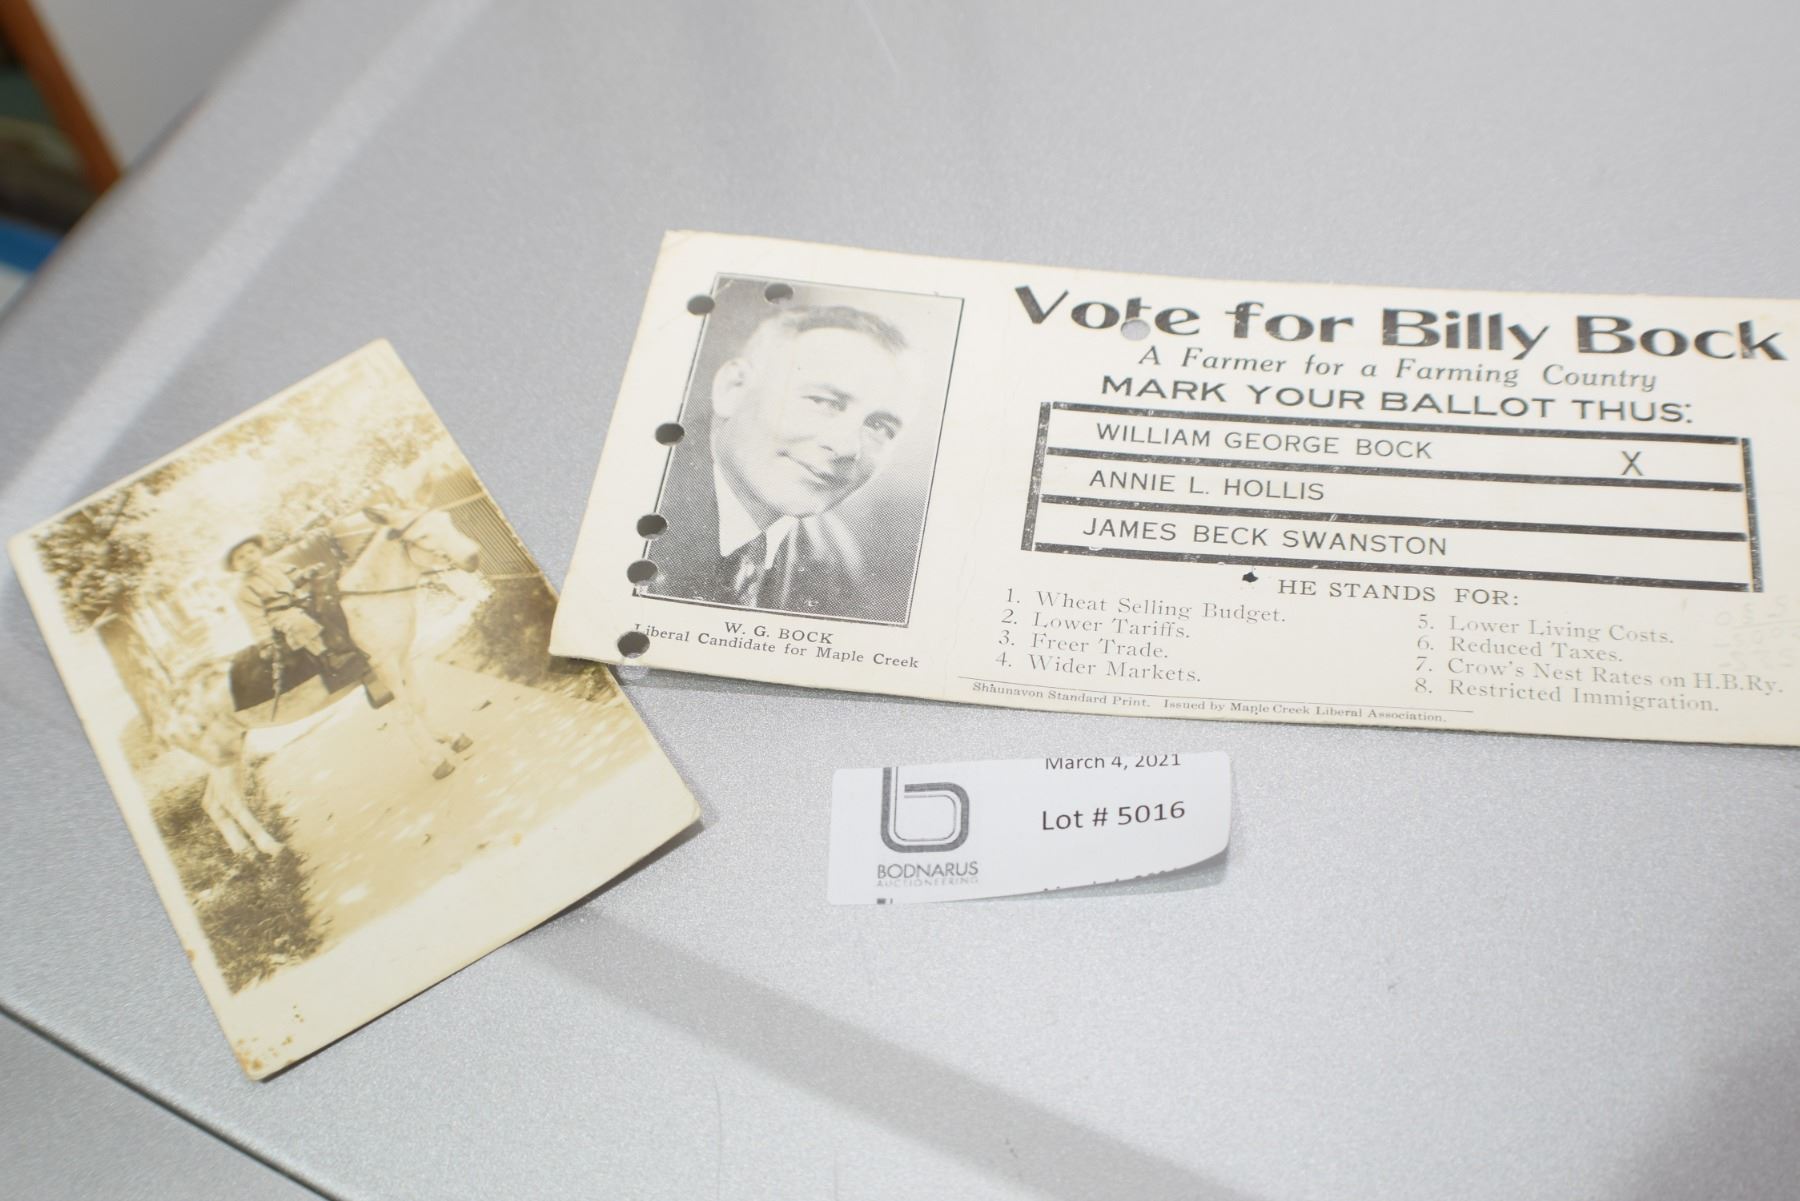 Vote for Billy Bock
A Farmer for a Farming Country
MARK YOUR BALLOT THUS:
WILLIAM GEORGE BOCK X
ANNIE L. HOLLIS
JAMES BECK SWANSTON
HE STANDS FOR:
1. Wheat Selling Budget.
2. Lower Tariffs.
3. Freer Trade.
4. Wider Markets.
5. Lower Living Costs.
6. Reduced Taxes.
7. Crow's Nest Rates on H.B.Ry.
8. Restricted Immigration.
W. G. BOCK
Liberal Candidate for Maple Creek
Shaunavon Standard Print. Issued by Maple Creek Liberal Association.
March 4, 2021
Lot # 5016
BODNARUS
AUCTIONEERING